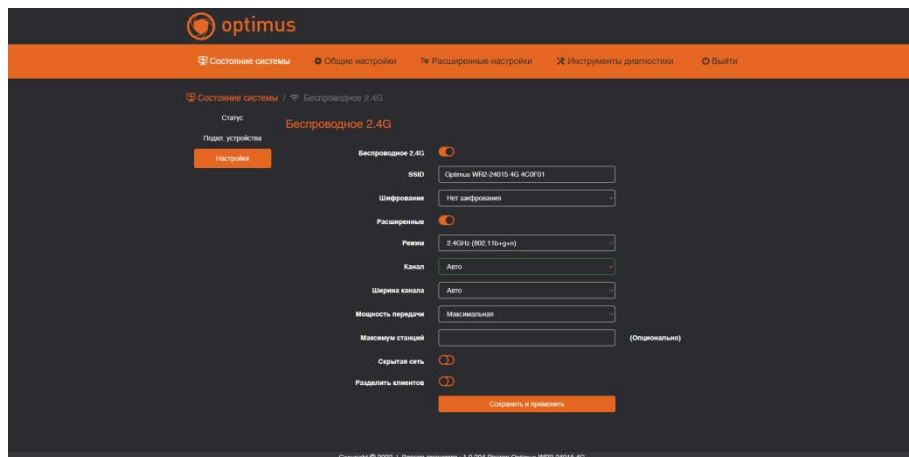 optimus
Состояние системы Общие настройки Расширенные настройки Инструменты диагностики Выйти
Состояние системы / Беспроводное 2.4G
Статус
Подкл. устройства
Настройки
Беспроводное 2.4G
Беспроводное 2.4G
SSID Optimus WR2-24015 4G 4C0F01
Шифрование Нет шифрования
Расширенные
Режим 2.4GHz (802.11b+g+n)
Канал Авто
Ширина канала Авто
Мощность передачи Максимальная
Максимум станций (Опционально)
Скрытая сеть
Разделить клиентов
Сохранить и применить